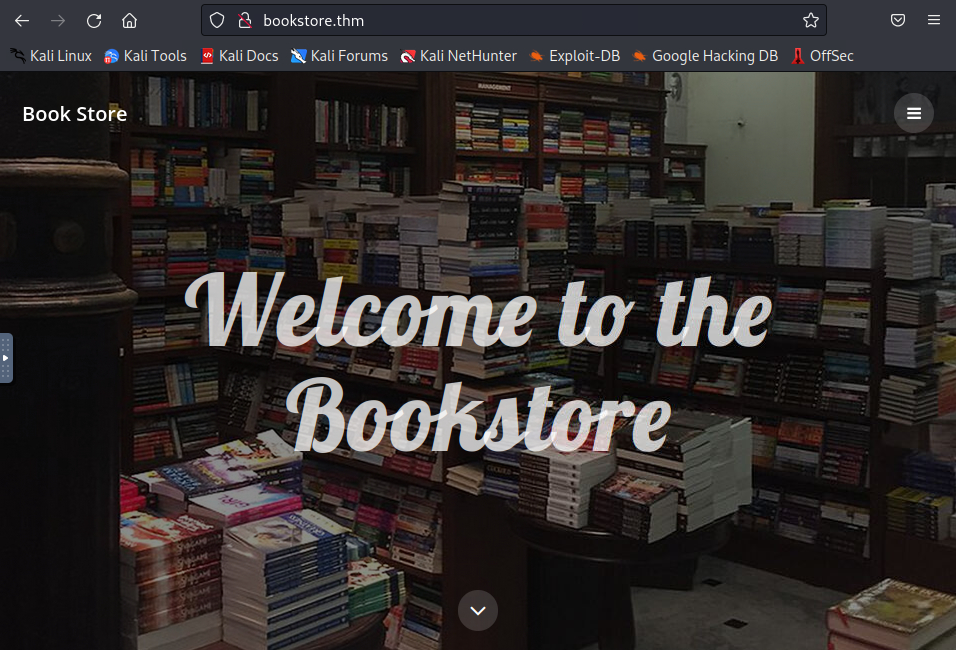 bookstore.thm
Kali Linux Kali Tools Kali Docs Kali Forums Kali NetHunter Exploit-DB Google Hacking DB OffSec
MANAGEMENT
Book Store
Welcome to the
Bookstore